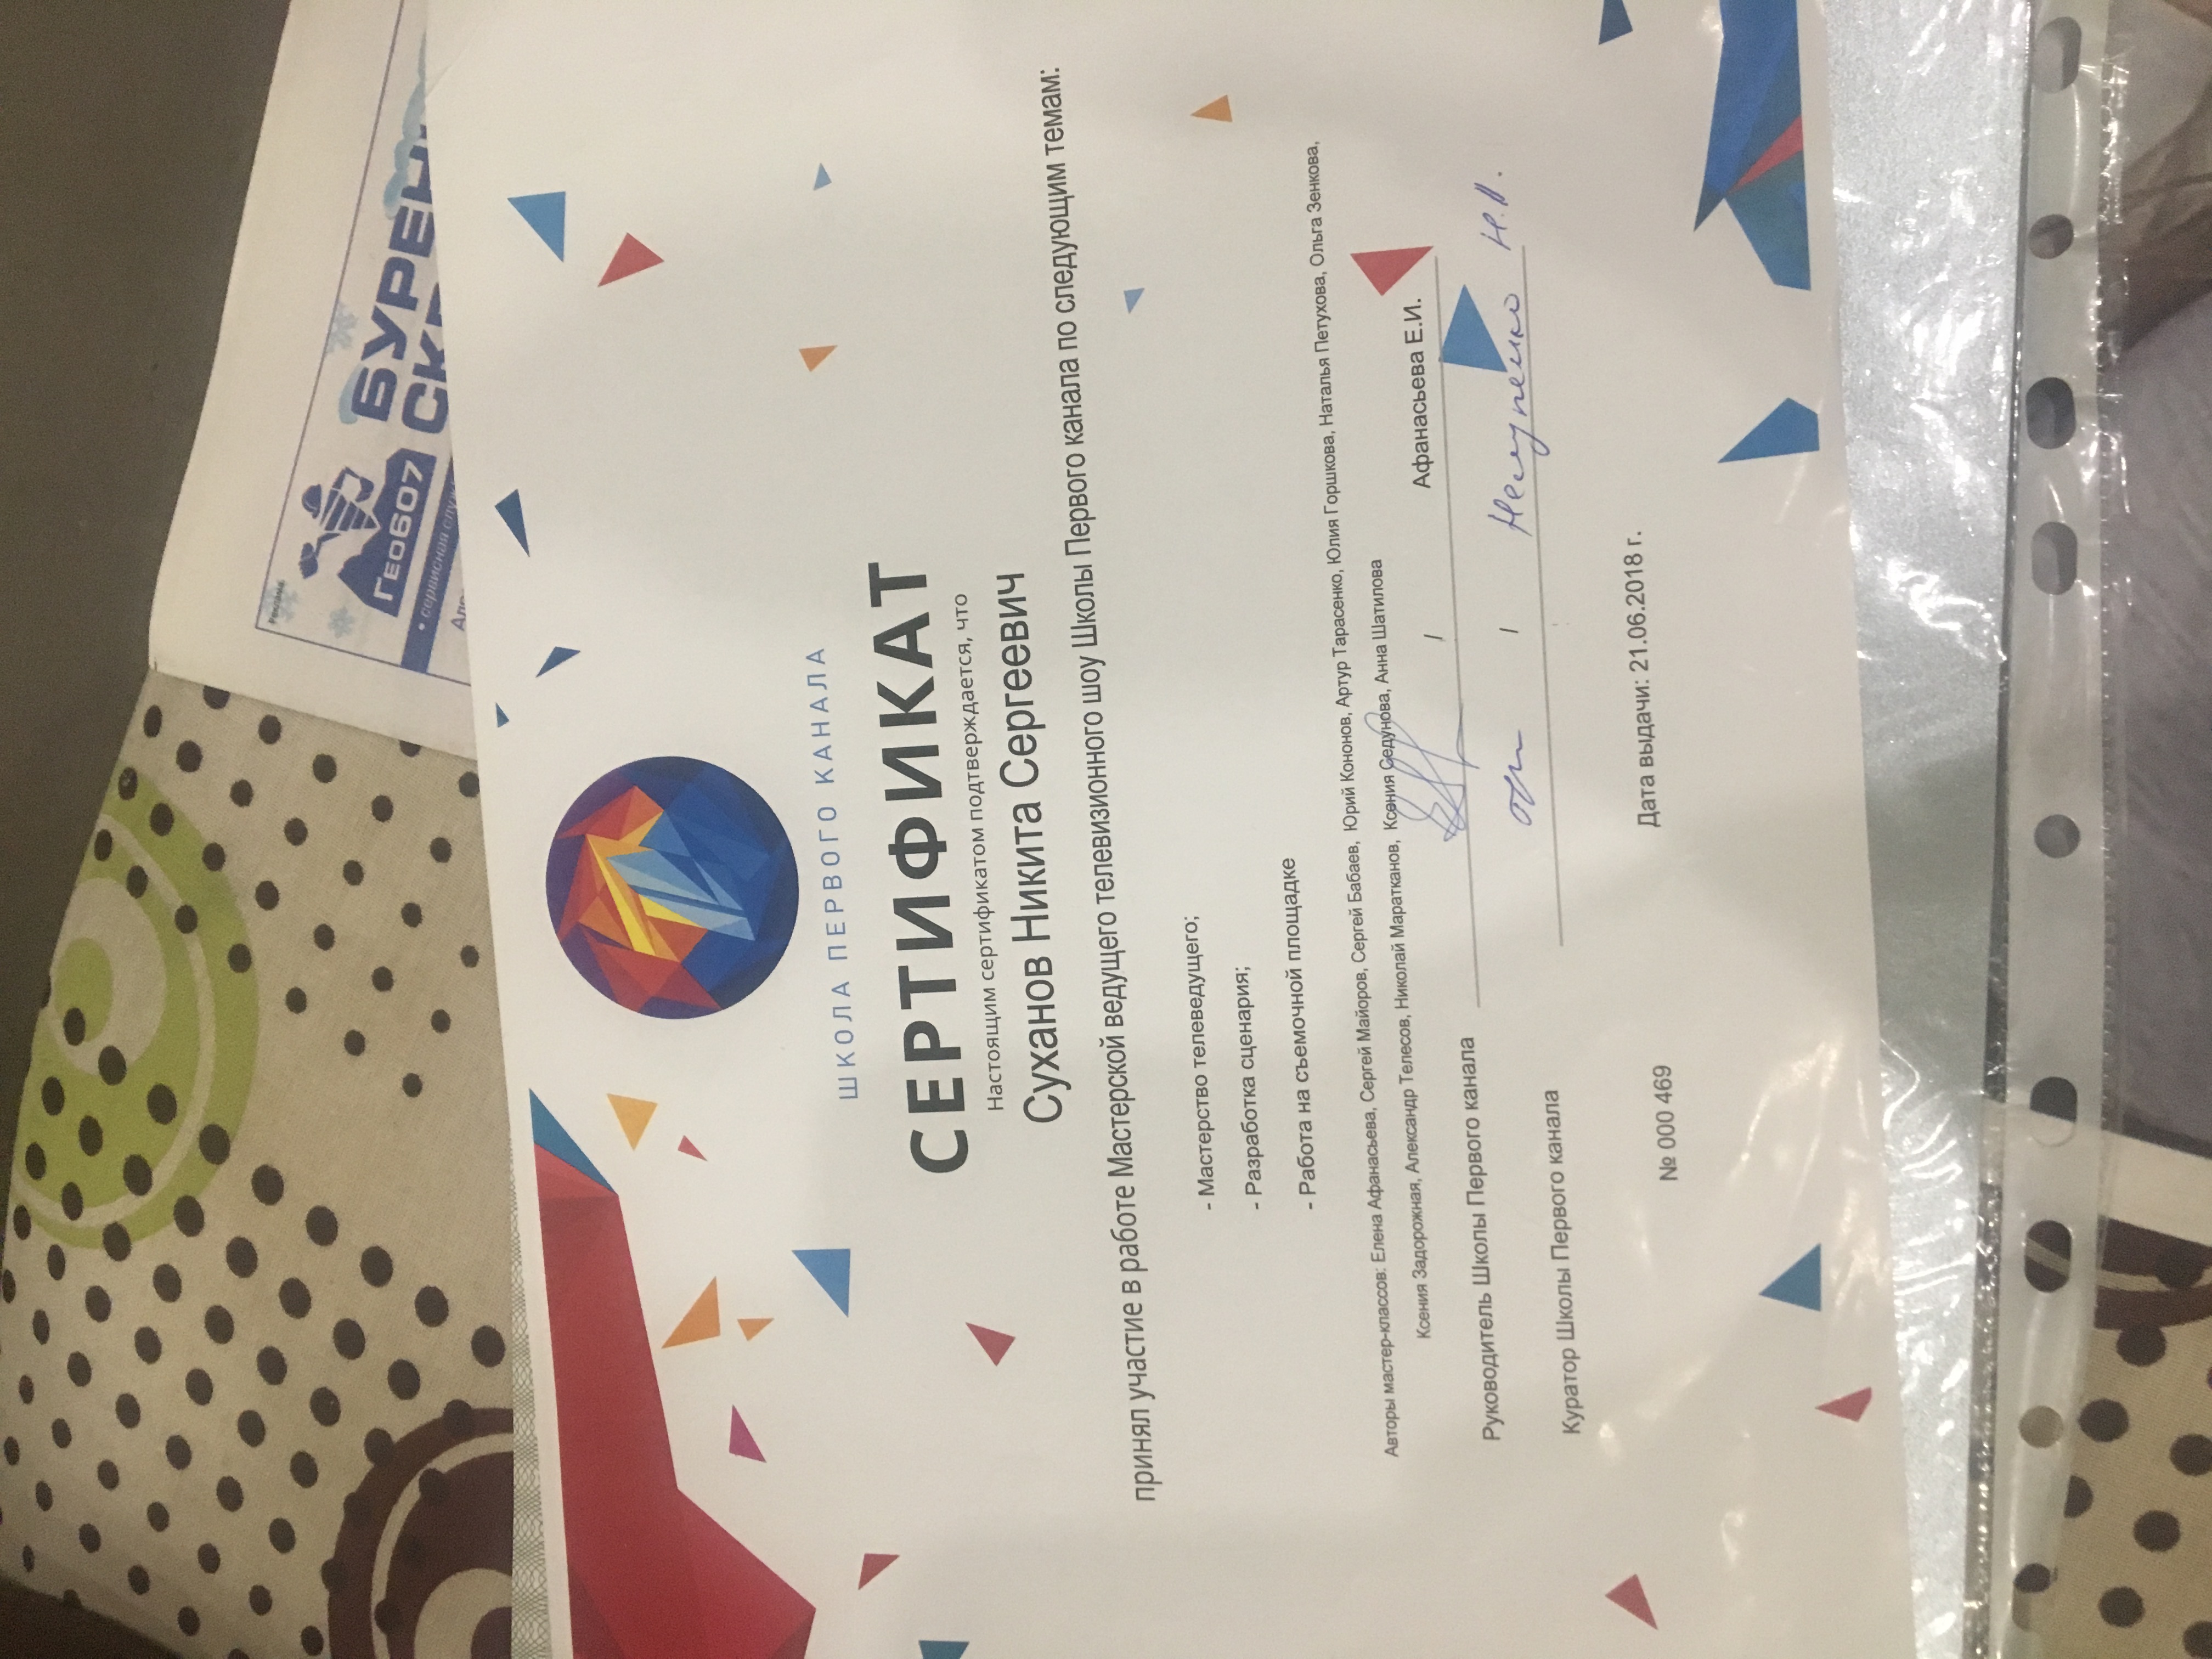 ШКОЛА ПЕРВОГО КАНАЛА
СЕРТИФИКАТ
Настоящим сертификатом подтверждается, что
Суханов Никита Сергеевич
принял участие в работе Мастерской ведущего телевизионного шоу Школы Первого канала по следующим темам:
- Мастерство телеведущего;
- Разработка сценария;
- Работа на съемочной площадке
Авторы мастер-классов: Елена Афанасьева, Сергей Майоров, Сергей Бабаев, Юрий Кононов, Артур Тарасенко, Юлия Горшкова, Наталья Петухова, Ольга Зенкова,
Ксения Задорожная, Александр Телесов, Николай Маратканов, Ксения Седунова, Анна Шатилова
Руководитель Школы Первого канала / Афанасьева Е.И.
Куратор Школы Первого канала /
№ 000 469 Дата выдачи: 21.06.2018 г.
Реклама
ГЕО607
• сервисная